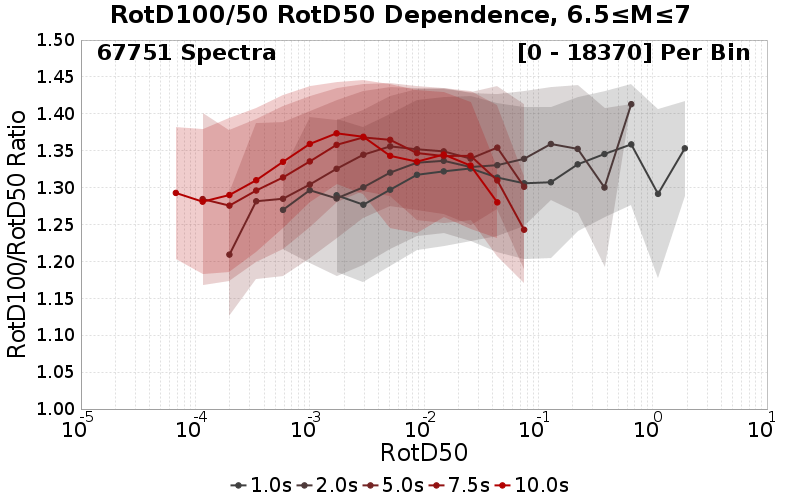 RotD100/50 RotD50 Dependence, 6.5≤M≤7
67751 Spectra [0 - 18370] Per Bin
RotD100/RotD50 Ratio
1.50
1.45
1.40
1.35
1.30
1.25
1.20
1.15
1.10
1.05
1.00
10^-5 10^-4 10^-3 10^-2 10^-1 10^0 10^1
RotD50
1.0s 2.0s 5.0s 7.5s 10.0s